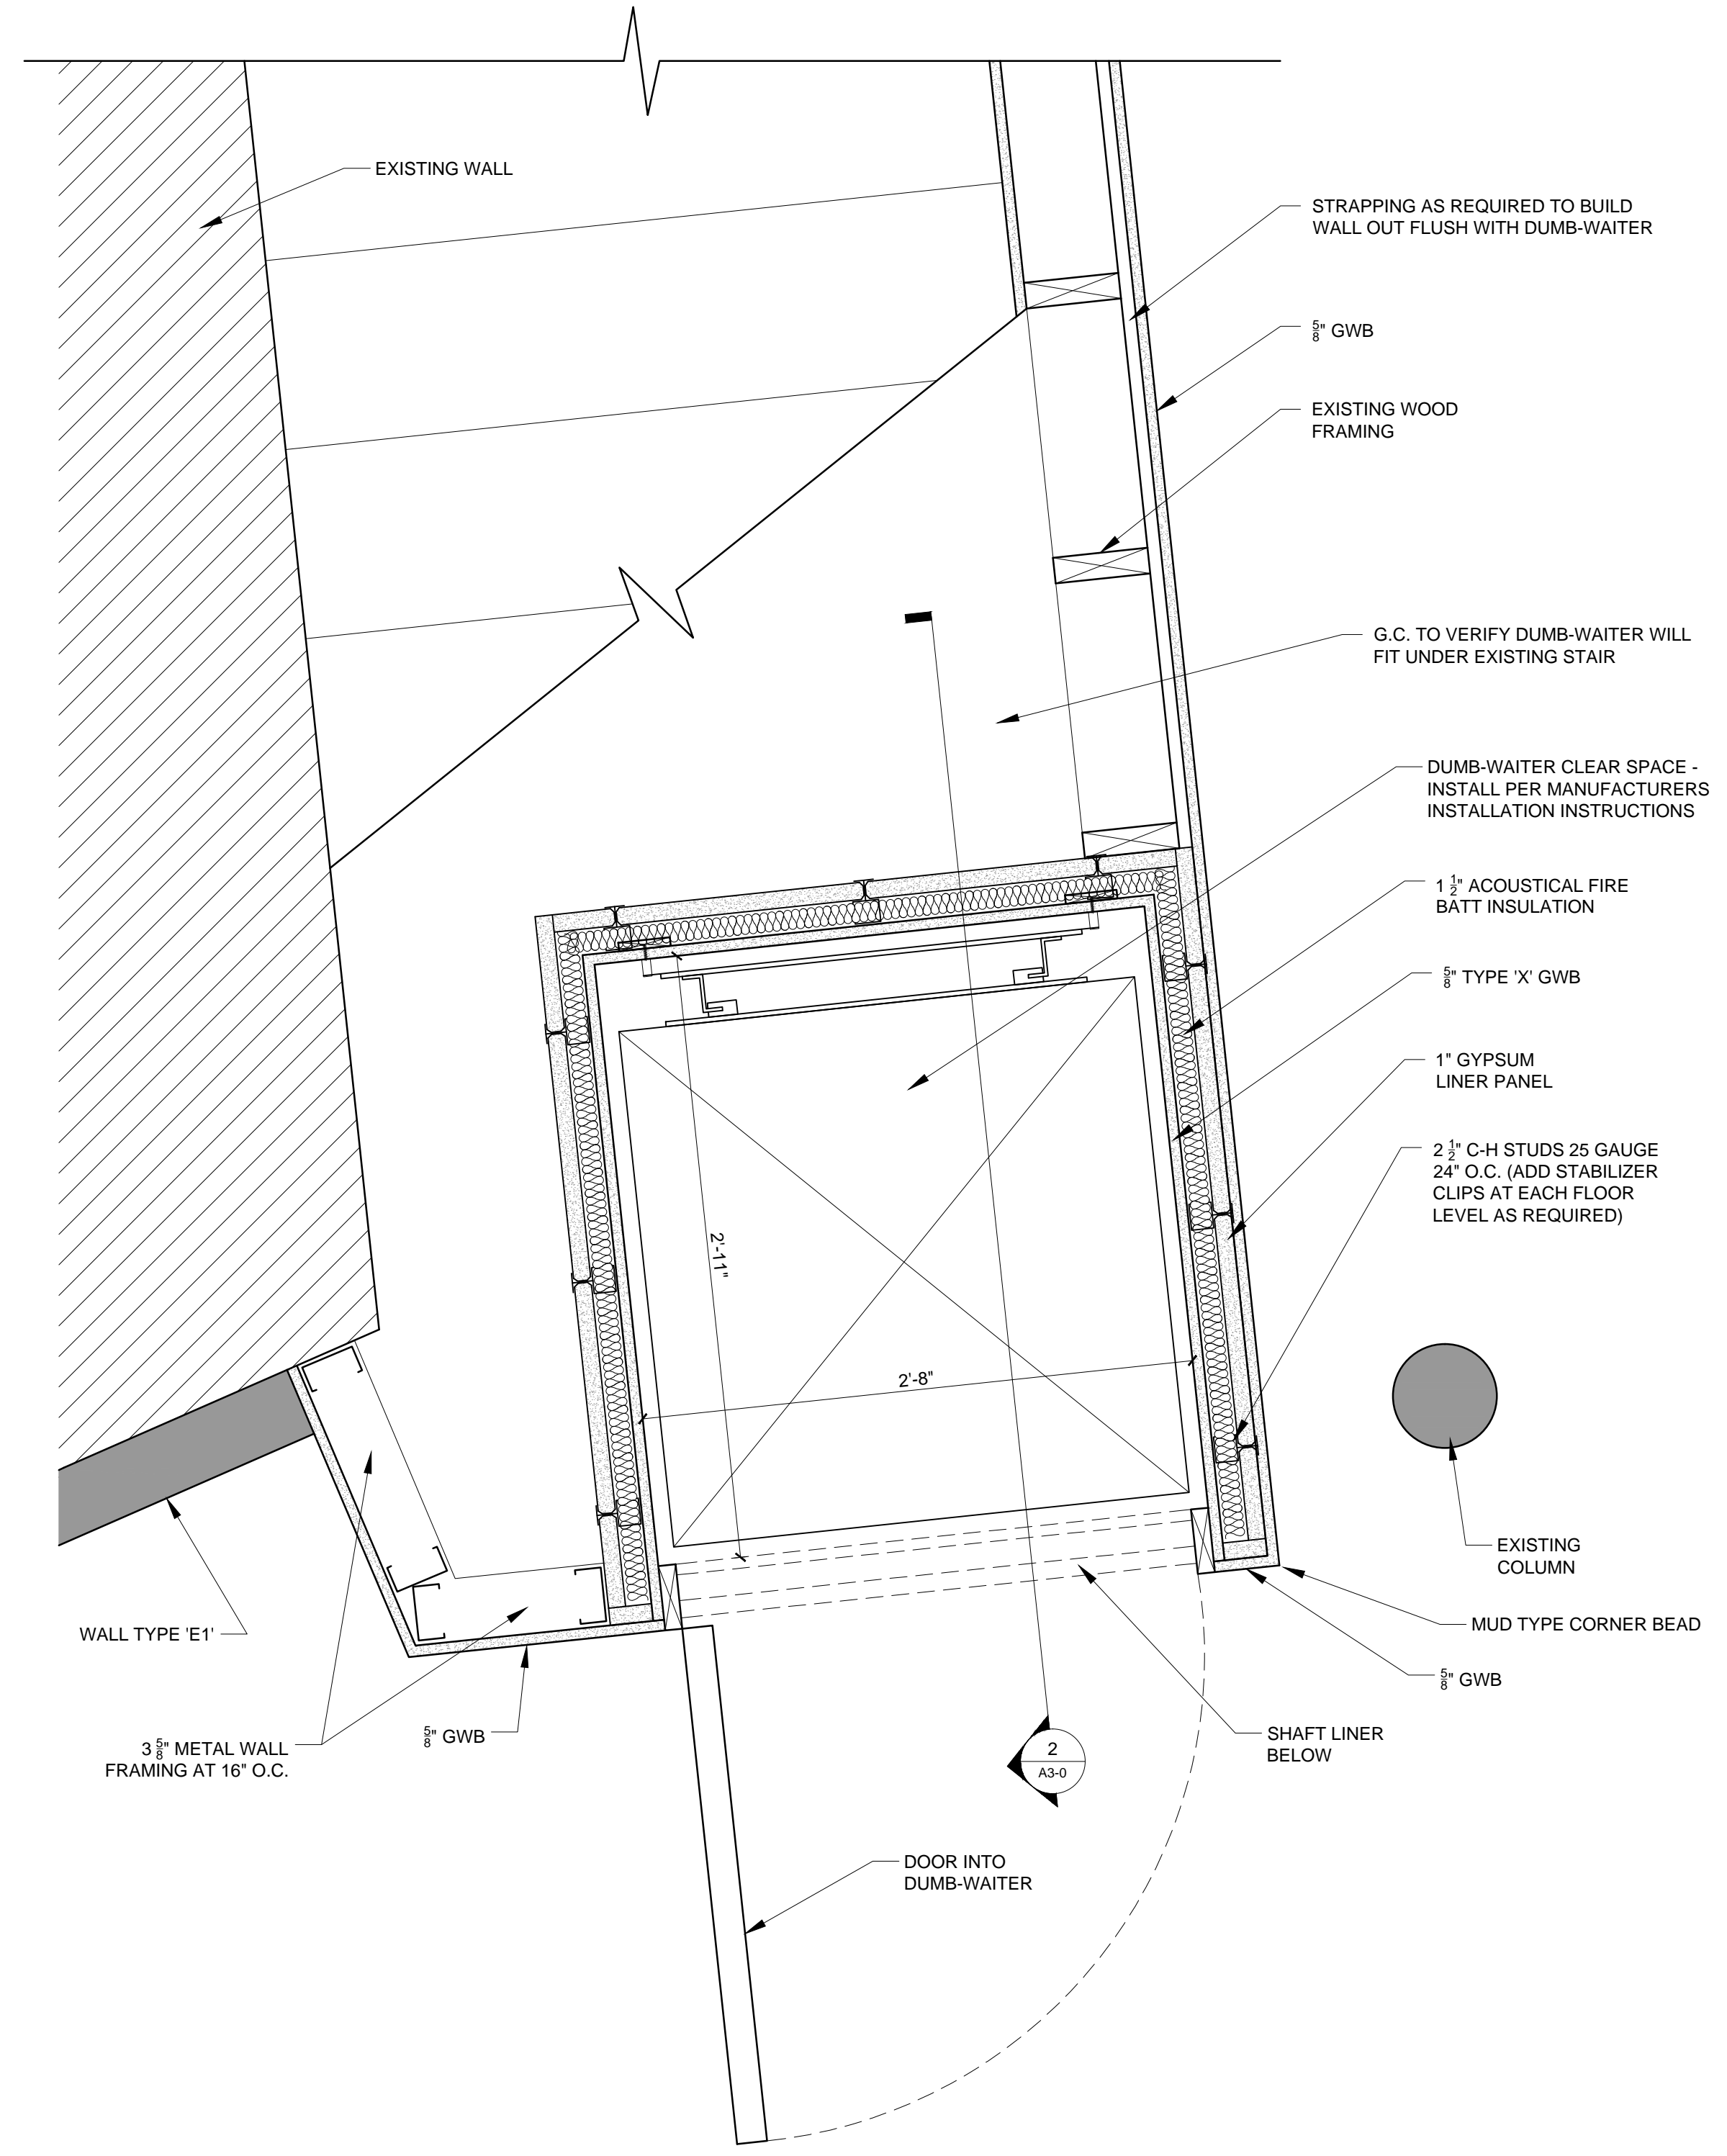 EXISTING WALL
STRAPPING AS REQUIRED TO BUILD
WALL OUT FLUSH WITH DUMB-WAITER
5/8" GWB
EXISTING WOOD
FRAMING
G.C. TO VERIFY DUMB-WAITER WILL
FIT UNDER EXISTING STAIR
DUMB-WAITER CLEAR SPACE -
INSTALL PER MANUFACTURERS
INSTALLATION INSTRUCTIONS
1 1/2" ACOUSTICAL FIRE
BATT INSULATION
5/8" TYPE 'X' GWB
1" GYPSUM
LINER PANEL
2 1/2" C-H STUDS 25 GAUGE
24" O.C. (ADD STABILIZER
CLIPS AT EACH FLOOR
LEVEL AS REQUIRED)
2'-11"
2'-8"
EXISTING
COLUMN
MUD TYPE CORNER BEAD
5/8" GWB
WALL TYPE 'E1'
3 5/8" METAL WALL
FRAMING AT 16" O.C.
5/8" GWB
SHAFT LINER
BELOW
2
A3-0
DOOR INTO
DUMB-WAITER